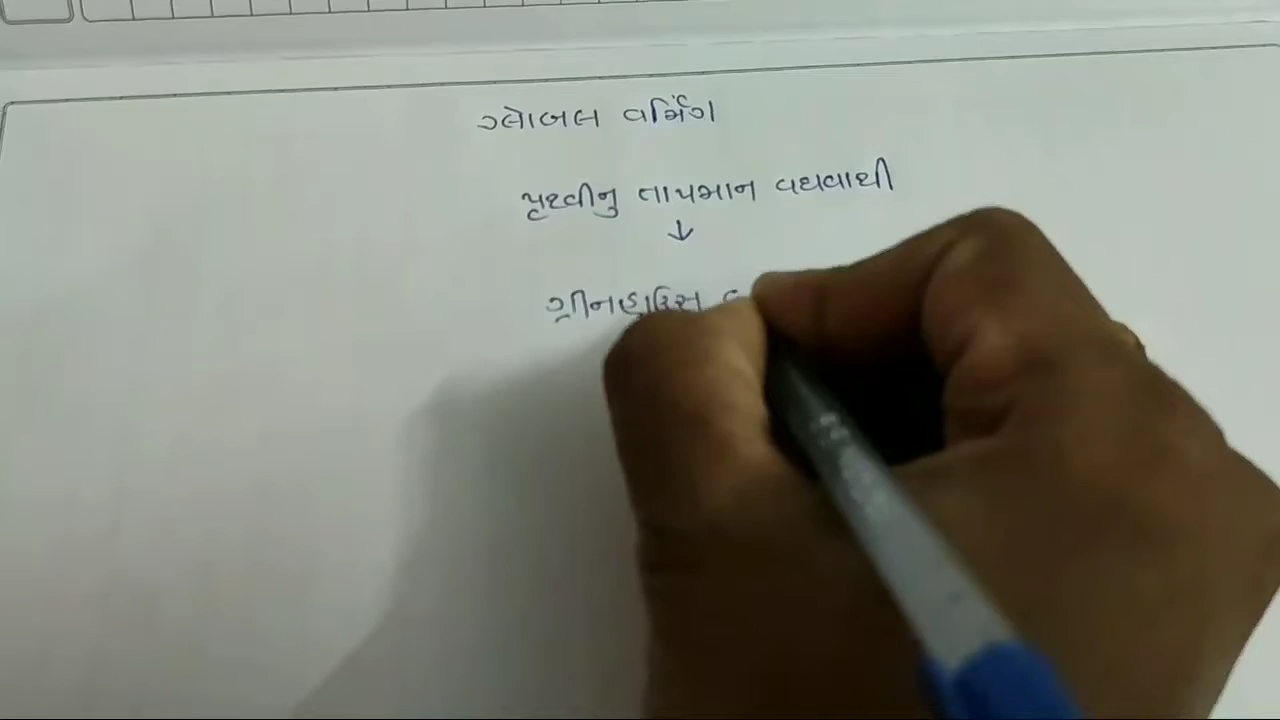 ગ્લોબલ વર્મિંગ
પૃથ્વીનુ તાપમાન વધવાથી
↓
ગ્રીનહાઉસ